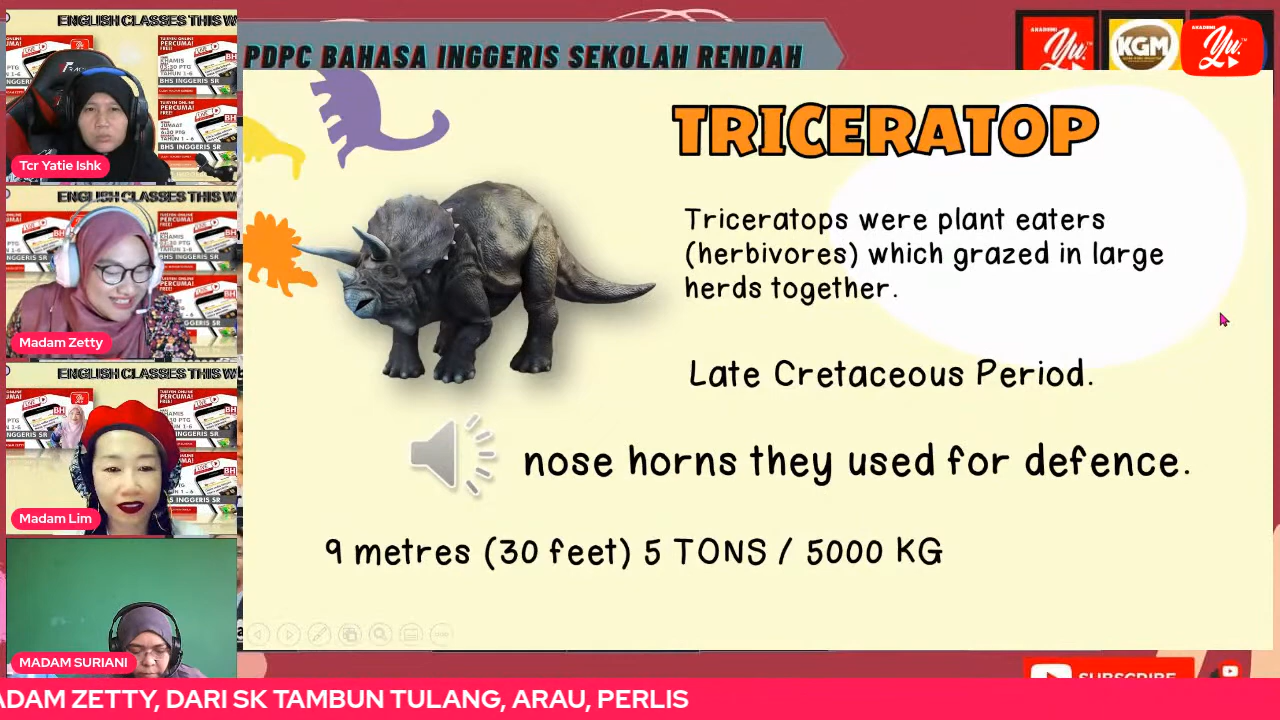 PDPC BAHASA INGGERIS SEKOLAH RENDAH
AKADEMI
KGM
ENGLISH CLASSES THIS W
Tcr Yatie Ishk
ENGLISH CLASSES THIS W
Madam Zetty
ENGLISH CLASSES THIS W
Madam Lim
MADAM SURIANI
TRICERATOP
Triceratops were plant eaters
(herbivores) which grazed in large
herds together.
Late Cretaceous Period.
nose horns they used for defence.
9 metres (30 feet) 5 TONS / 5000 KG
SUBSCRIBE
ADAM ZETTY, DARI SK TAMBUN TULANG, ARAU, PERLIS